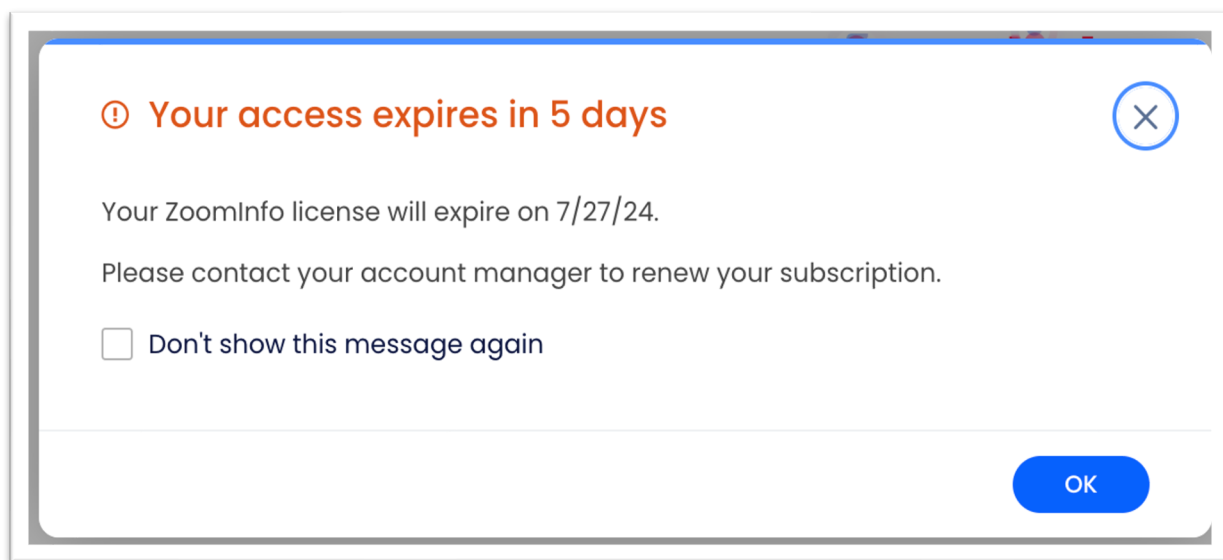 Your access expires in 5 days
Your ZoomInfo license will expire on 7/27/24.
Please contact your account manager to renew your subscription.
Don't show this message again
OK